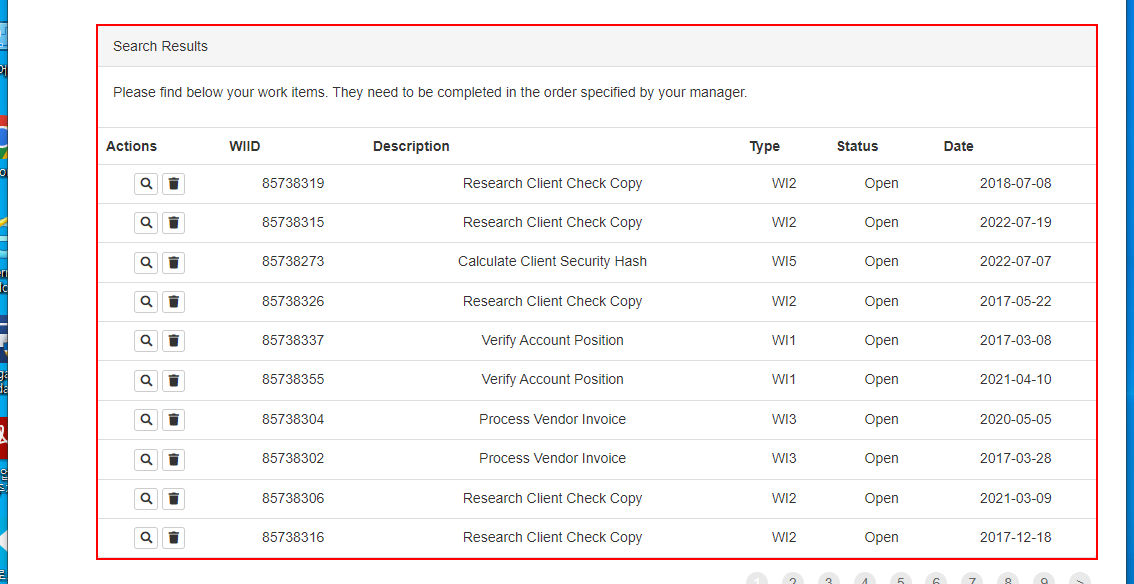 Search Results
Please find below your work items. They need to be completed in the order specified by your manager.
Actions WIID Description Type Status Date
85738319 Research Client Check Copy WI2 Open 2018-07-08
85738315 Research Client Check Copy WI2 Open 2022-07-19
85738273 Calculate Client Security Hash WI5 Open 2022-07-07
85738326 Research Client Check Copy WI2 Open 2017-05-22
85738337 Verify Account Position WI1 Open 2017-03-08
85738355 Verify Account Position WI1 Open 2021-04-10
85738304 Process Vendor Invoice WI3 Open 2020-05-05
85738302 Process Vendor Invoice WI3 Open 2017-03-28
85738306 Research Client Check Copy WI2 Open 2021-03-09
85738316 Research Client Check Copy WI2 Open 2017-12-18
1 2 3 4 5 6 7 8 9 >